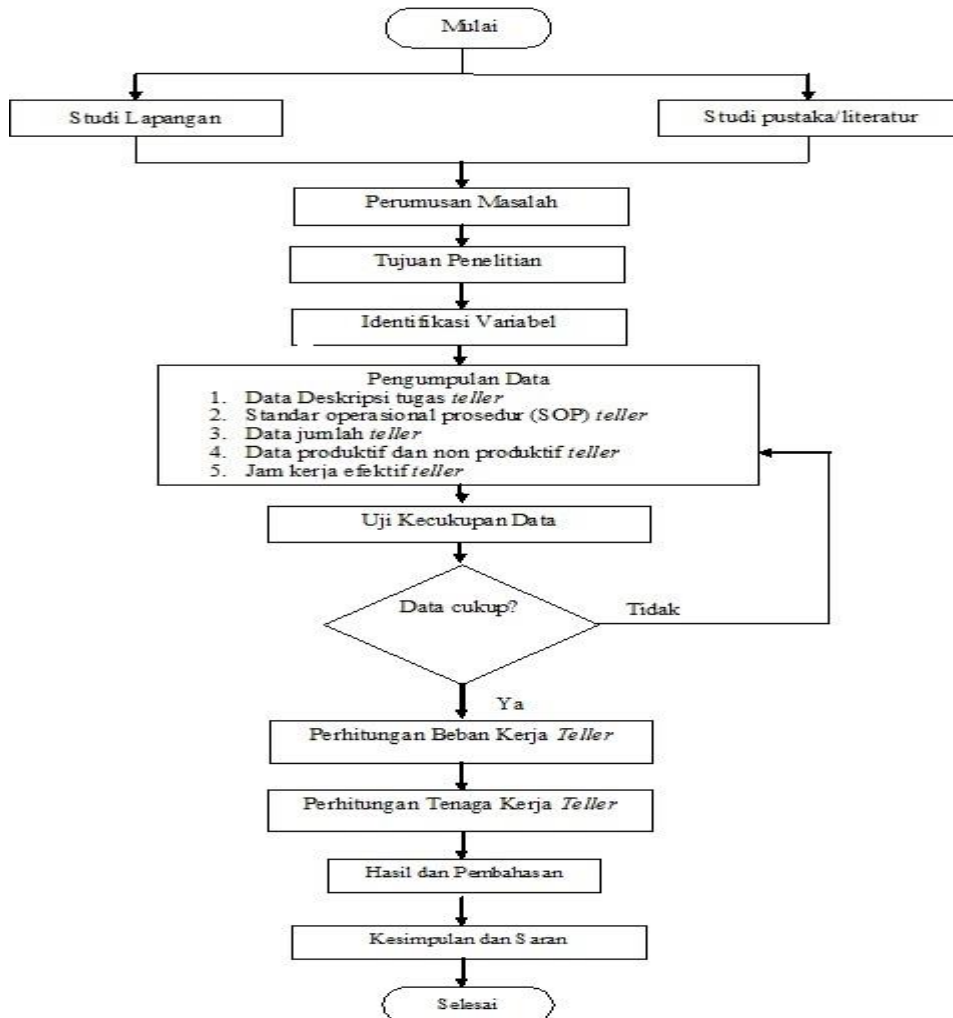 Mulai
Studi Lapangan
Studi pustaka/literatur
Perumusan Masalah
Tujuan Penelitian
Identifikasi Variabel
Pengumpulan Data
1. Data Deskripsi tugas teller
2. Standar operasional prosedur (SOP) teller
3. Data jumlah teller
4. Data produktif dan non produktif teller
5. Jam kerja efektif teller
Uji Kecukupan Data
Data cukup?
Tidak
Ya
Perhitungan Beban Kerja Teller
Perhitungan Tenaga Kerja Teller
Hasil dan Pembahasan
Kesimpulan dan Saran
Selesai